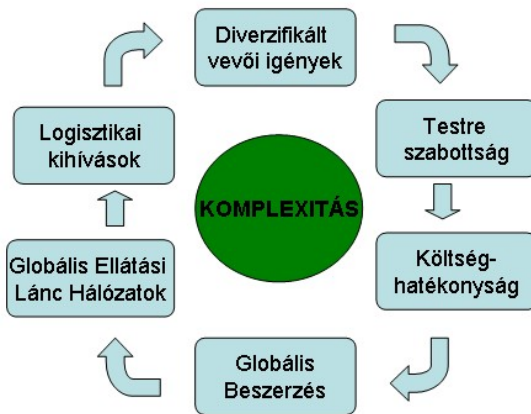 Diverzifikált
vevői igények
Testre
szabottság
Költség-
hatékonyság
Globális
Beszerzés
Globális Ellátási
Lánc Hálózatok
Logisztikai
kihívások
KOMPLEXITÁS